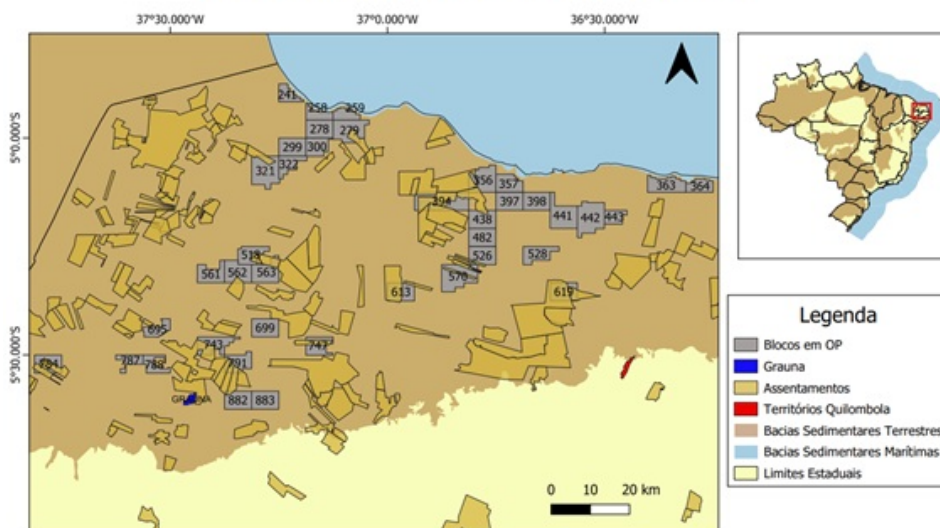 37°30.000'W 37°0.000'W 36°30.000'W
5°0.000'S
5°30.000'S
241
258 259
278 279
299 300
321 322
356 357 363 364
394 397 398
438 441 442 443
482
518 526 528
561 562 563 570
613 619
695 699
743 747
784 787 788 791
GRAUNA 882 883
0 10 20 km
Legenda
Blocos em OP
Grauna
Assentamentos
Territórios Quilombola
Bacias Sedimentares Terrestres
Bacias Sedimentares Marítimas
Limites Estaduais